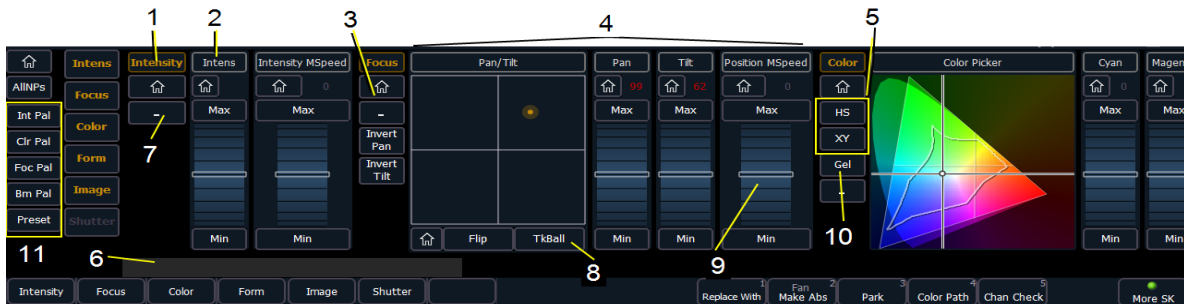 1 2 3 4 5
Intens Intensity Intens Intensity MSpeed Focus Pan/Tilt Pan Tilt Position MSpeed Color Color Picker Cyan Magen
AllNPs Focus 0 99 62 0
Int Pal - Max Max - Max Max Max HS Max Max
Clr Pal Color Invert Pan XY
Foc Pal Form 7 Invert Tilt Gel
Bm Pal Image -
Preset Shutter
11 Min Min Flip TkBall Min Min Min 10 Min Min
6 8 9
Intensity Focus Color Form Image Shutter Replace With 1 Fan Make Abs 2 Park 3 Color Path 4 Chan Check 5 More SK